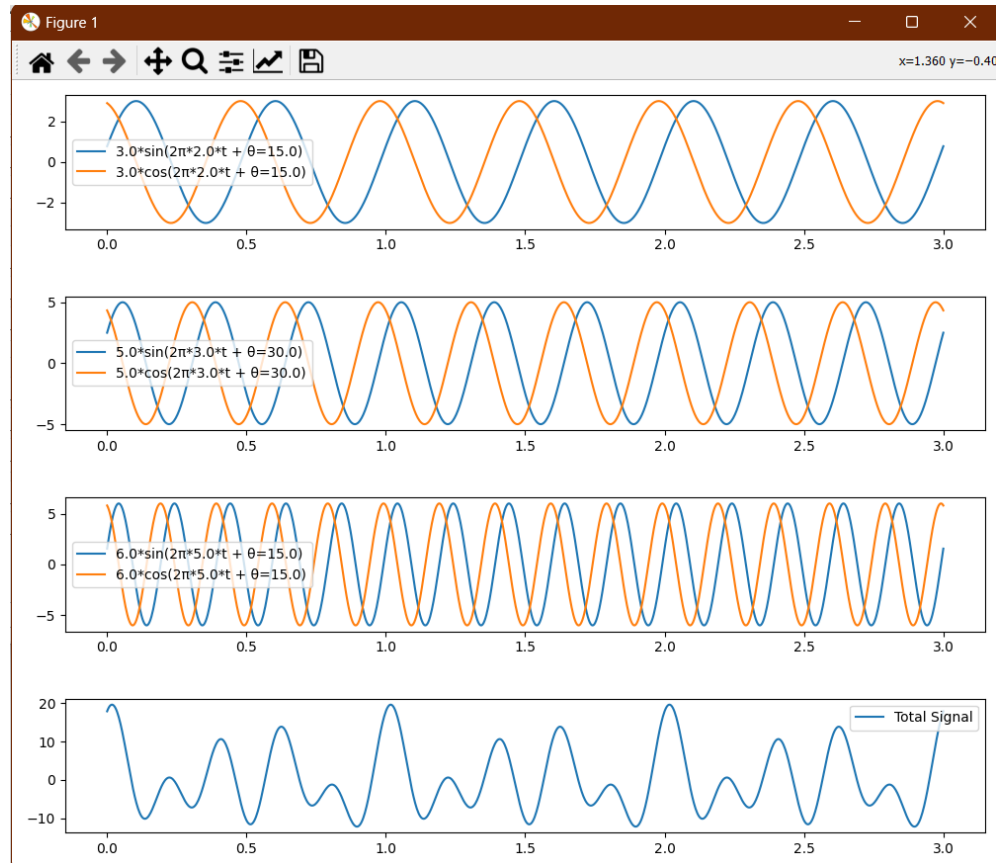 Figure 1
x=1.360 y=−0.40
2
0
−2
3.0*sin(2π*2.0*t + θ=15.0)
3.0*cos(2π*2.0*t + θ=15.0)
0.0 0.5 1.0 1.5 2.0 2.5 3.0
5
0
−5
5.0*sin(2π*3.0*t + θ=30.0)
5.0*cos(2π*3.0*t + θ=30.0)
0.0 0.5 1.0 1.5 2.0 2.5 3.0
5
0
−5
6.0*sin(2π*5.0*t + θ=15.0)
6.0*cos(2π*5.0*t + θ=15.0)
0.0 0.5 1.0 1.5 2.0 2.5 3.0
20
10
0
−10
Total Signal
0.0 0.5 1.0 1.5 2.0 2.5 3.0